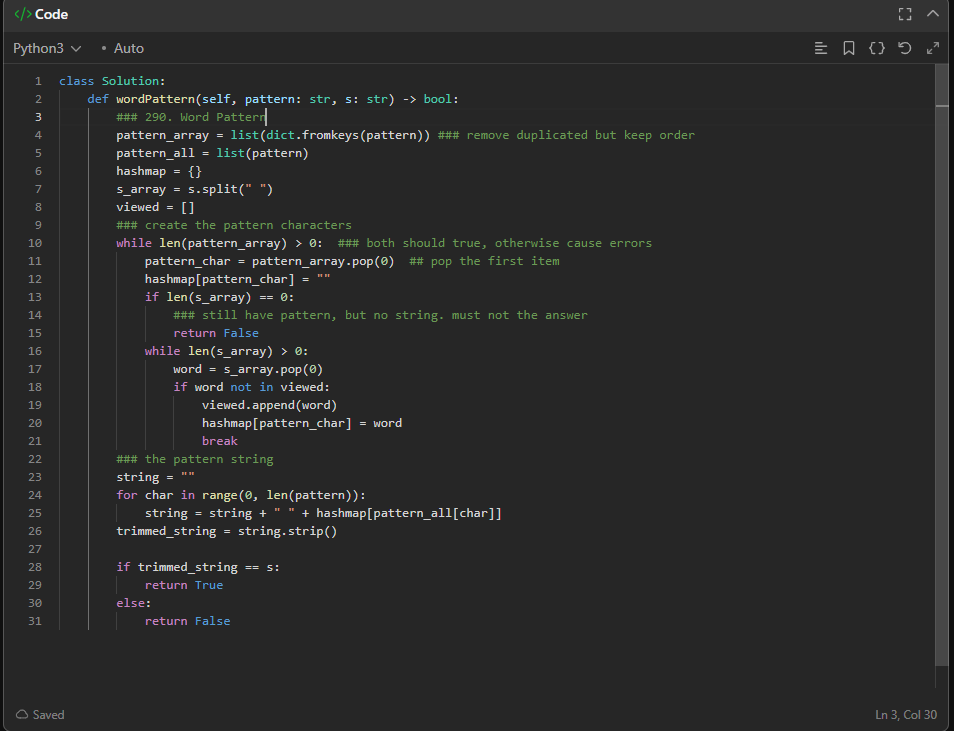 </> Code
Python3 • Auto
1 class Solution:
2 def wordPattern(self, pattern: str, s: str) -> bool:
3 ### 290. Word Pattern
4 pattern_array = list(dict.fromkeys(pattern)) ### remove duplicated but keep order
5 pattern_all = list(pattern)
6 hashmap = {}
7 s_array = s.split(" ")
8 viewed = []
9 ### create the pattern characters
10 while len(pattern_array) > 0: ### both should true, otherwise cause errors
11 pattern_char = pattern_array.pop(0) ## pop the first item
12 hashmap[pattern_char] = ""
13 if len(s_array) == 0:
14 ### still have pattern, but no string. must not the answer
15 return False
16 while len(s_array) > 0:
17 word = s_array.pop(0)
18 if word not in viewed:
19 viewed.append(word)
20 hashmap[pattern_char] = word
21 break
22 ### the pattern string
23 string = ""
24 for char in range(0, len(pattern)):
25 string = string + " " + hashmap[pattern_all[char]]
26 trimmed_string = string.strip()
27
28 if trimmed_string == s:
29 return True
30 else:
31 return False
Saved
Ln 3, Col 30